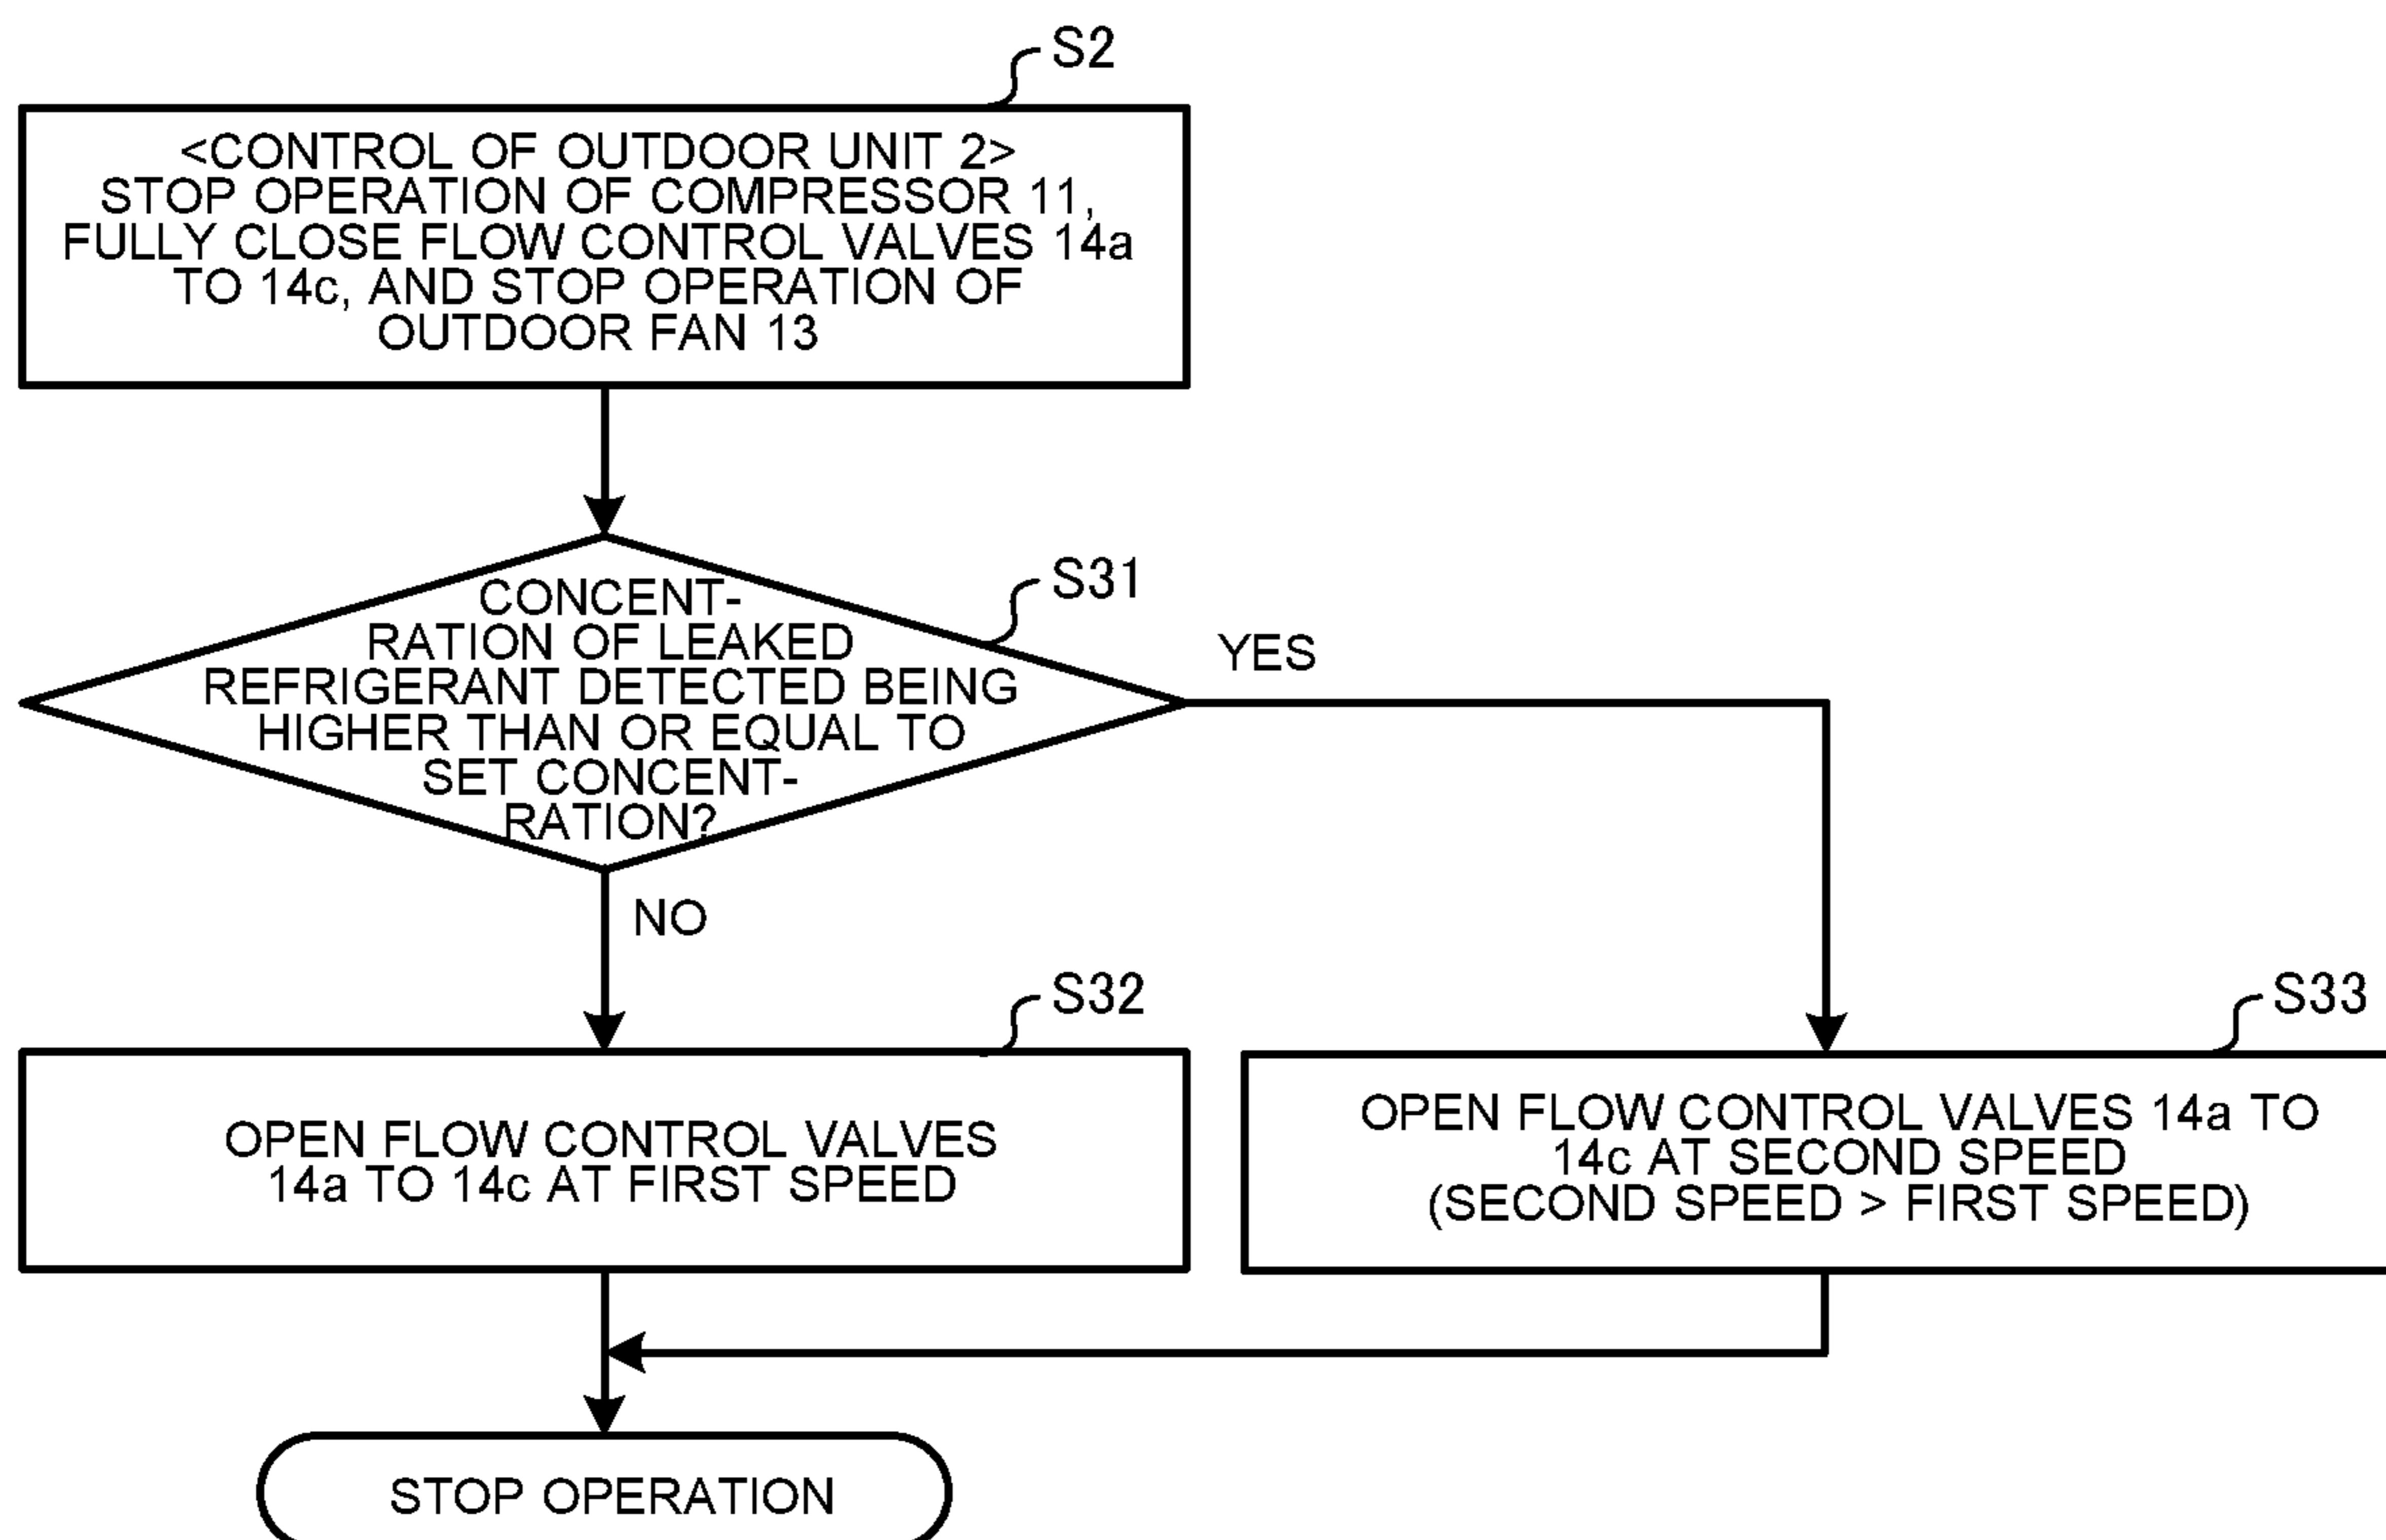 S2
<CONTROL OF OUTDOOR UNIT 2>
STOP OPERATION OF COMPRESSOR 11,
FULLY CLOSE FLOW CONTROL VALVES 14a
TO 14c, AND STOP OPERATION OF
OUTDOOR FAN 13
S31
CONCENT-
RATION OF LEAKED
REFRIGERANT DETECTED BEING
HIGHER THAN OR EQUAL TO
SET CONCENT-
RATION?
YES
NO
S32
OPEN FLOW CONTROL VALVES
14a TO 14c AT FIRST SPEED
S33
OPEN FLOW CONTROL VALVES 14a TO
14c AT SECOND SPEED
(SECOND SPEED > FIRST SPEED)
STOP OPERATION